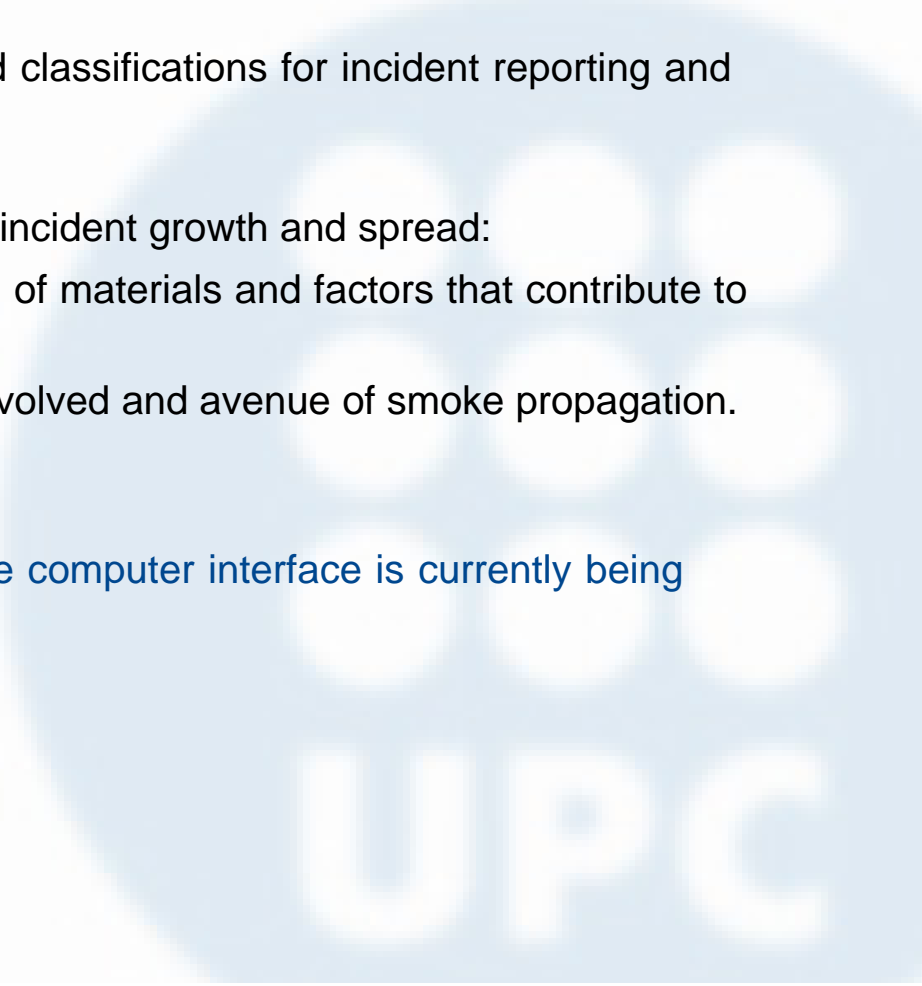 classifications for incident reporting and
incident growth and spread:
of materials and factors that contribute to
volved and avenue of smoke propagation.
computer interface is currently being
UPC